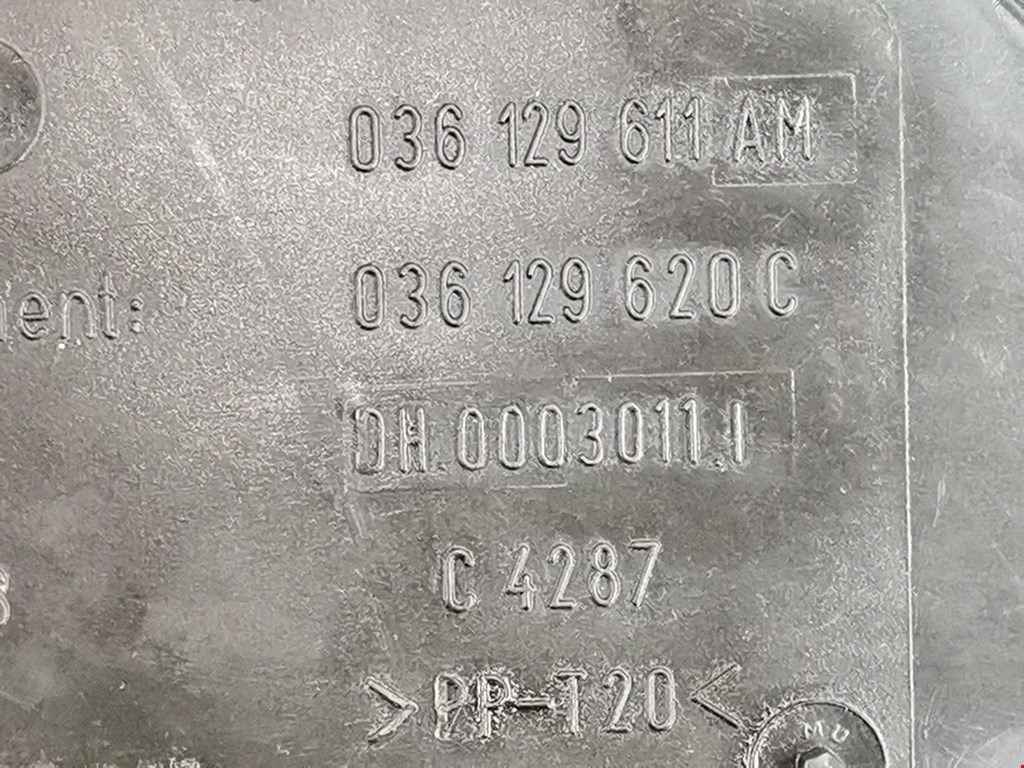 036 129 611 AM
ent: 036 129 620 C
DH.0003011.I
C 4287
>PP-T20<